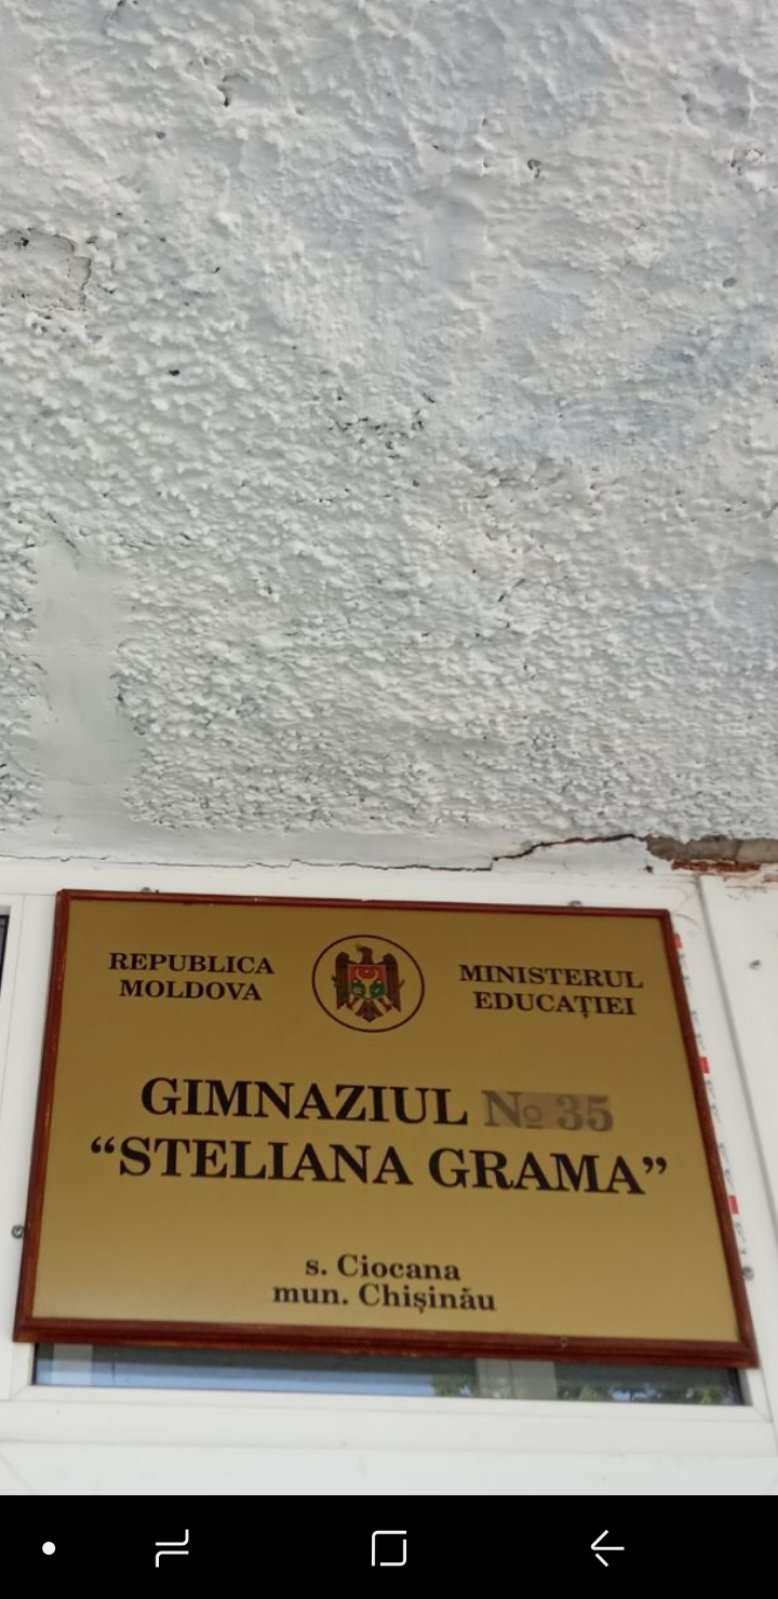 REPUBLICA
MOLDOVA
MINISTERUL
EDUCAȚIEI
GIMNAZIUL № 35
“STELIANA GRAMA”
s. Ciocana
mun. Chișinău